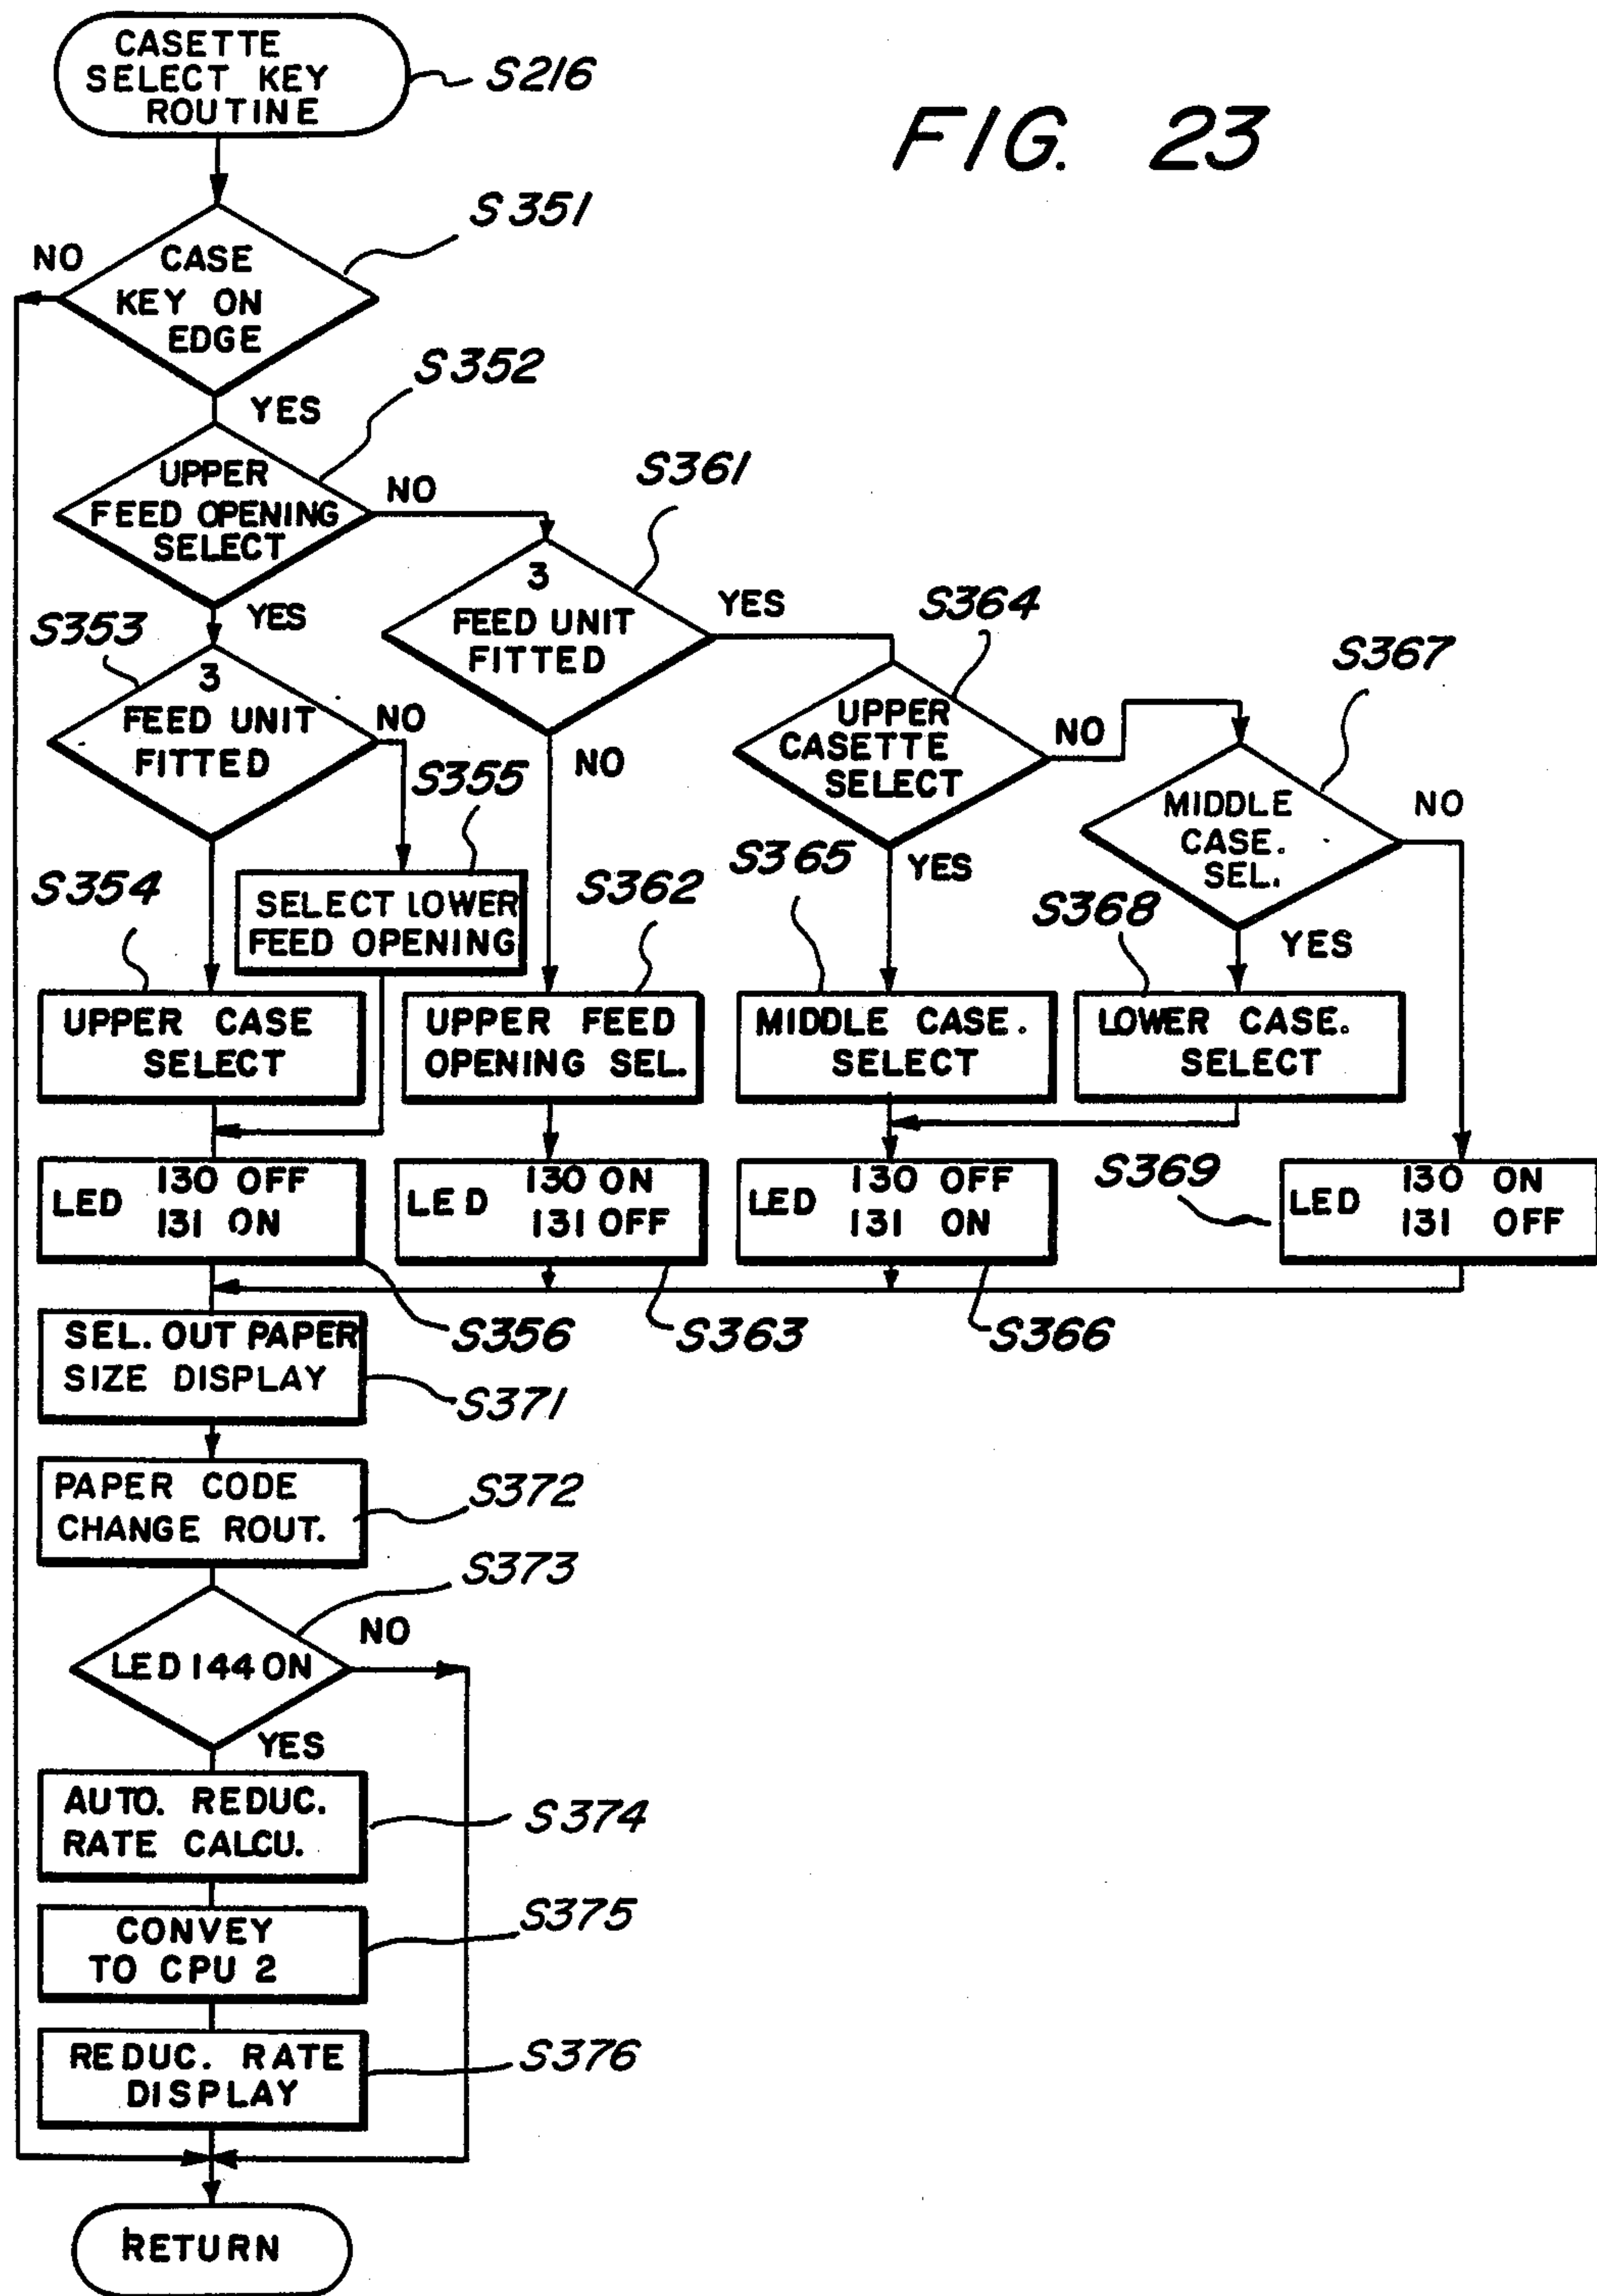 FIG. 23
CASETTE
SELECT KEY
ROUTINE
S216
S351
NO
CASE
KEY ON
EDGE
YES
S352
UPPER
FEED OPENING
SELECT
NO
YES
S361
3
FEED UNIT
FITTED
YES
NO
S353
3
FEED UNIT
FITTED
NO
S355
SELECT LOWER
FEED OPENING
S364
UPPER
CASETTE
SELECT
NO
YES
S367
MIDDLE
CASE.
SEL.
NO
YES
S354
UPPER CASE
SELECT
S362
UPPER FEED
OPENING SEL.
S365
MIDDLE CASE.
SELECT
S368
LOWER CASE.
SELECT
LED 130 OFF
131 ON
S356
LED 130 ON
131 OFF
S363
LED 130 OFF
131 ON
S366
S369
LED 130 ON
131 OFF
SEL. OUT PAPER
SIZE DISPLAY
S371
PAPER CODE
CHANGE ROUT.
S372
S373
LED 144 ON
NO
YES
AUTO. REDUC.
RATE CALCU.
S374
CONVEY
TO CPU 2
S375
REDUC. RATE
DISPLAY
S376
RETURN